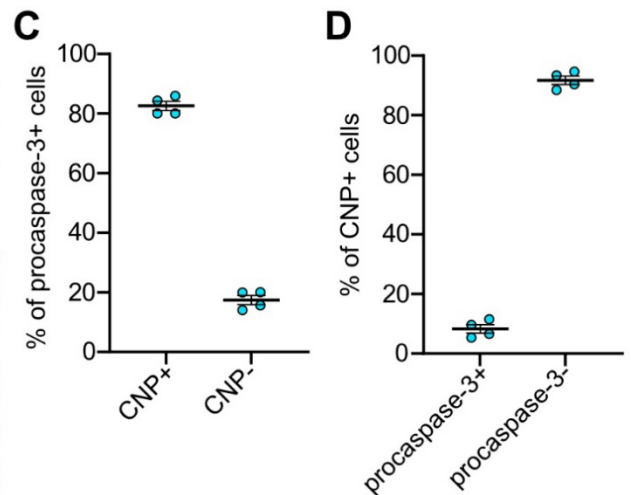 C
% of procaspase-3+ cells
100
80
60
40
20
0
CNP+
CNP-
D
% of CNP+ cells
100
80
60
40
20
0
procaspase-3+
procaspase-3-